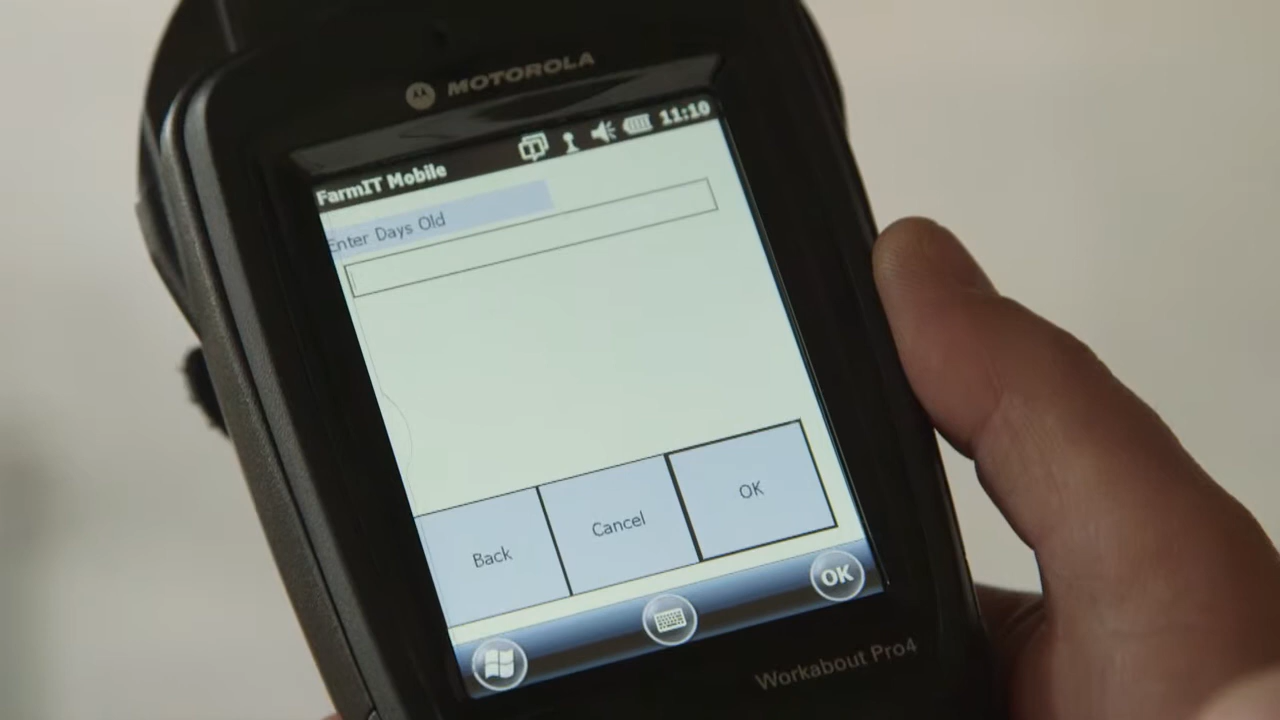 MOTOROLA
11:10
FarmIT Mobile
Enter Days Old
Back
Cancel
OK
OK
Workabout Pro4